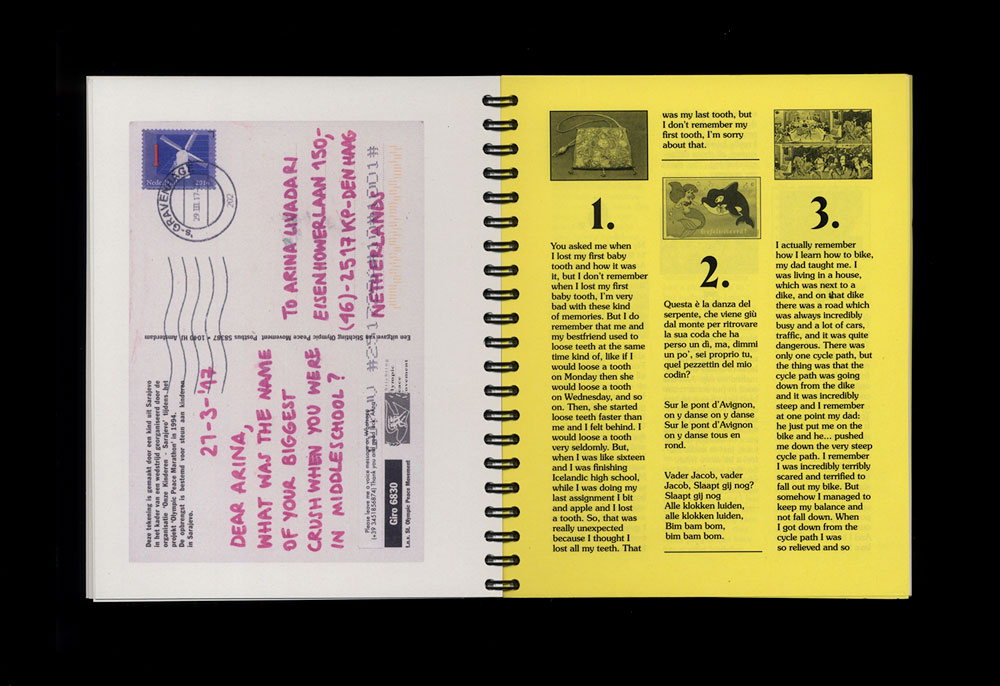 Nederland
's-GRAVENHAGE
29.III.17
202
Deze tekening is gemaakt door een kind uit Sarajevo
in het kader van een wedstrijd georganiseerd door de
organisatie 'Onze Kinderen - Sarajevo' tijdens het
projekt 'Olympic Peace Marathon' in 1994.
De opbrengst is bestemd voor steun aan kinderen
in Sarajevo.
27-3-'17
DEAR ARINA,
WHAT WAS THE NAME
OF YOUR BIGGEST
CRUSH WHEN YOU WERE
IN MIDDLESCHOOL?
Een uitgave van Stichting Olympic Peace Movement Postbus 58387 • 1040 HJ Amsterdam
TO ARINA LIVADARI
EISENHOWERLAAN 150,-
(46)-2517 KP-DEN HAAG
NETHERLANDS
Please leave me a voice message on
(+39 3451856874) Thank you and
Giro 6830
t.n.v. St. Olympic Peace Movement
1.
You asked me when
I lost my first baby
tooth and how it was
it, but I don't remember
when I lost my first
baby tooth, I'm very
bad with these kind
of memories. But I do
remember that me and
my bestfriend used to
loose teeth at the same
time kind of, like if I
would loose a tooth
on Monday then she
would loose a tooth
on Wednesday, and so
on. Then, she started
loose teeth faster than
me and I felt behind. I
would loose a tooth
very seldomly. But,
when I was like sixteen
and I was finishing
Icelandic high school,
while I was doing my
last assignment I bit
and apple and I lost
a tooth. So, that was
really unexpected
because I thought I
lost all my teeth. That
was my last tooth, but
I don't remember my
first tooth, I'm sorry
about that.
2.
Questa è la danza del
serpente, che viene giù
dal monte per ritrovare
la sua coda che ha
perso un dì, ma, dimmi
un po', sei proprio tu,
quel pezzettin del mio
codin?
Sur le pont d'Avignon,
on y danse on y danse
Sur le pont d'Avignon
on y danse tous en
rond.
Vader Jacob, vader
Jacob, Slaapt gij nog?
Slaapt gij nog
Alle klokken luiden,
alle klokken luiden,
Bim bam bom,
bim bam bom.
3.
I actually remember
how I learn how to bike,
my dad taught me. I
was living in a house,
which was next to a
dike, and on that dike
there was a road which
was always incredibly
busy and a lot of cars,
traffic, and it was quite
dangerous. There was
only one cycle path, but
the thing was that the
cycle path was going
down from the dike
and it was incredibly
steep and I remember
at one point my dad:
he just put me on the
bike and he... pushed
me down the very steep
cycle path. I remember
I was incredibly terribly
scared and terrified to
fall out my bike. But
somehow I managed to
keep my balance and
not fall down. When
I got down from the
cycle path I was
so relieved and so